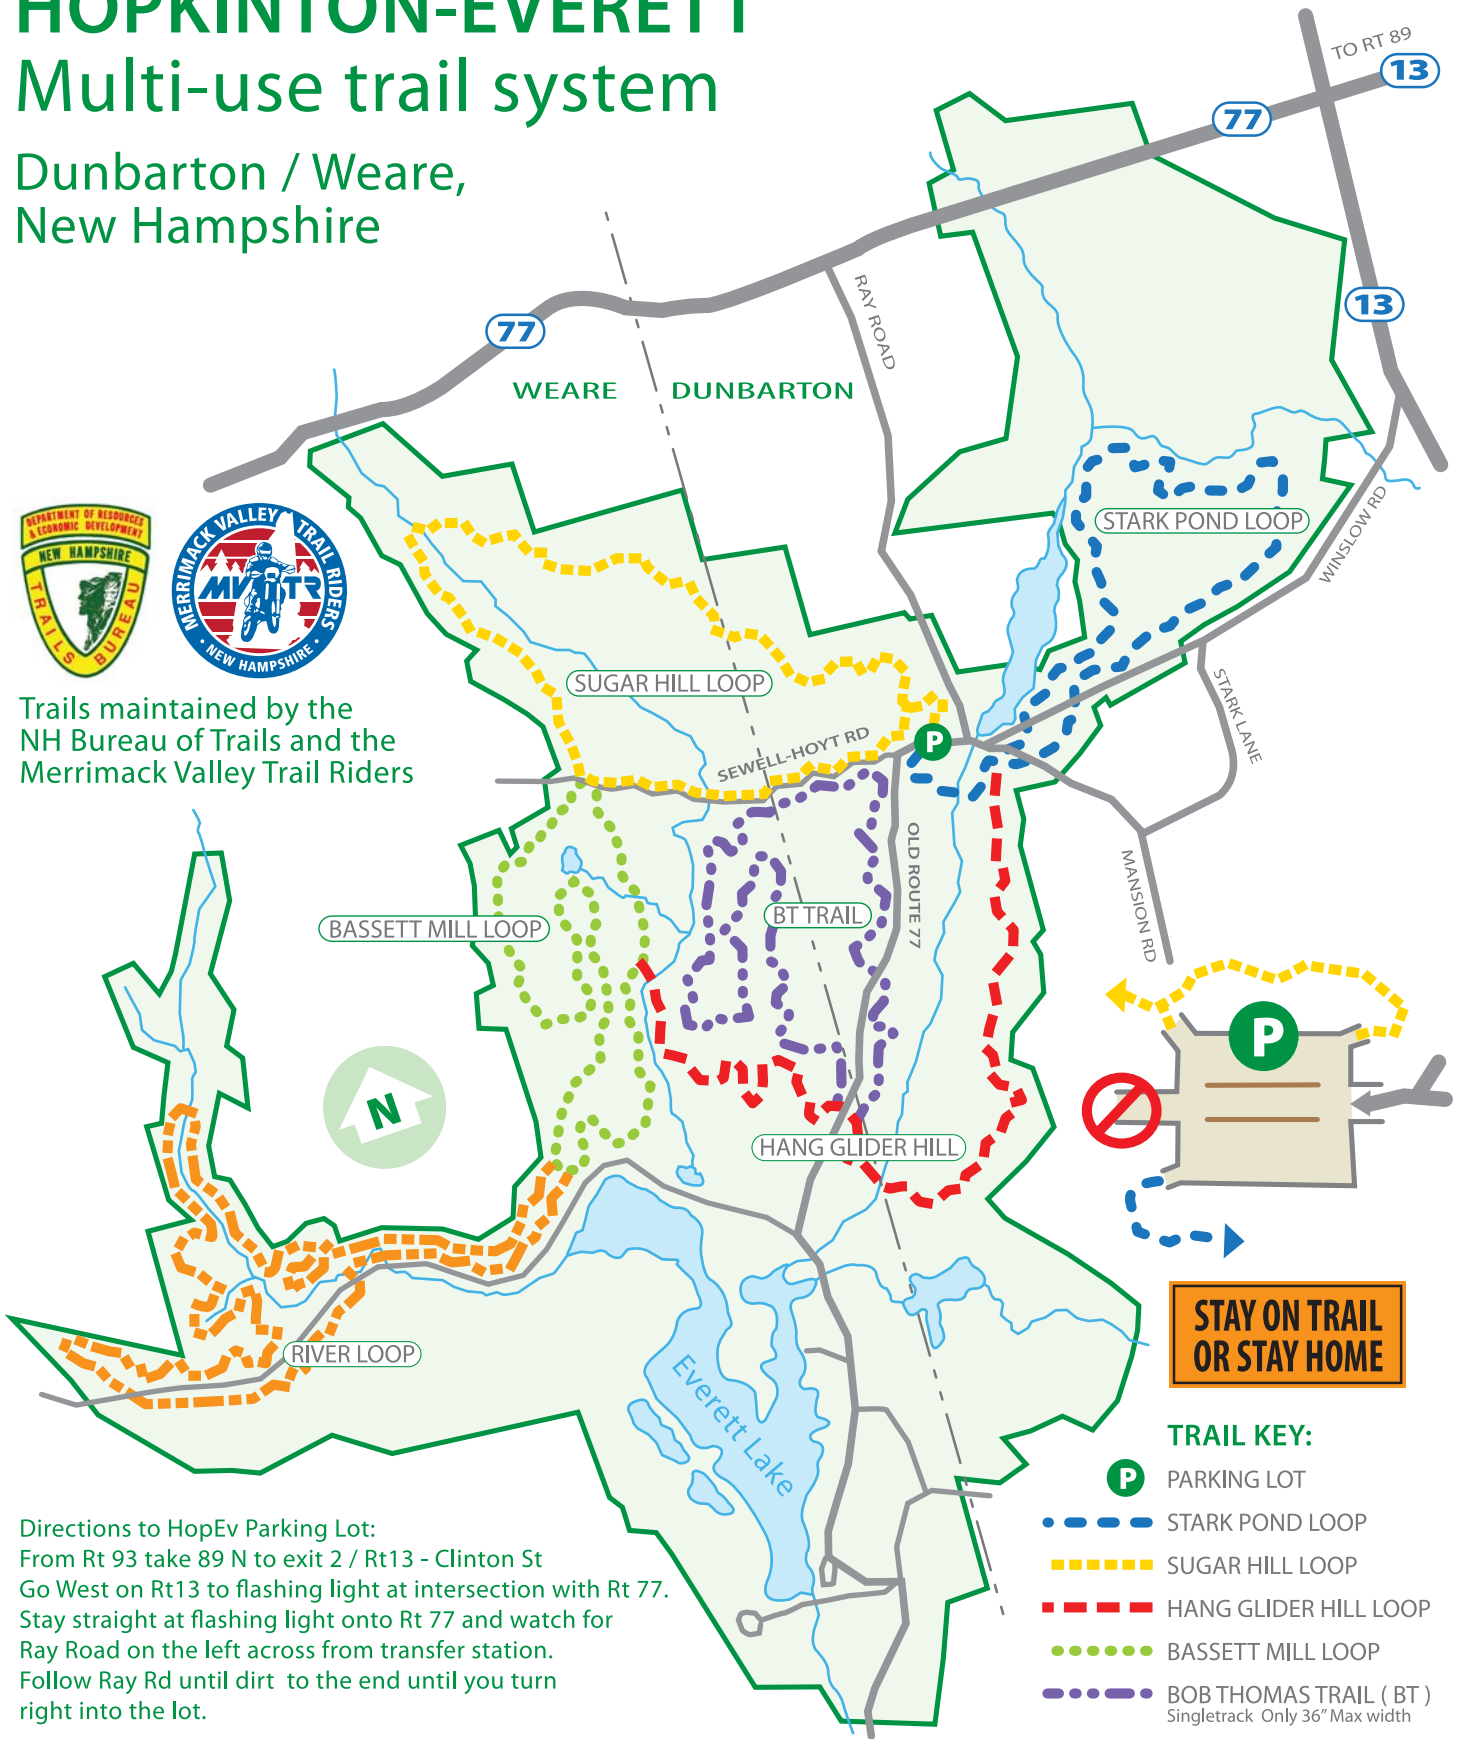 HOPKINTON-EVERETT
Multi-use trail system
Dunbarton / Weare,
New Hampshire
TO RT 89
13
77
13
77
RAY ROAD
WEARE
DUNBARTON
STARK POND LOOP
WINSLOW RD
DEPARTMENT OF RESOURCES
& ECONOMIC DEVELOPMENT
NEW HAMPSHIRE
TRAILS BUREAU
MERRIMACK VALLEY TRAIL RIDERS
MVTR
• NEW HAMPSHIRE •
Trails maintained by the
NH Bureau of Trails and the
Merrimack Valley Trail Riders
SUGAR HILL LOOP
SEWELL-HOYT RD
P
STARK LANE
OLD ROUTE 77
MANSION RD
BT TRAIL
BASSETT MILL LOOP
P
N
HANG GLIDER HILL
RIVER LOOP
Everett Lake
STAY ON TRAIL
OR STAY HOME
TRAIL KEY:
P PARKING LOT
STARK POND LOOP
SUGAR HILL LOOP
HANG GLIDER HILL LOOP
BASSETT MILL LOOP
BOB THOMAS TRAIL ( BT )
Singletrack Only 36" Max width
Directions to HopEv Parking Lot:
From Rt 93 take 89 N to exit 2 / Rt13 - Clinton St
Go West on Rt13 to flashing light at intersection with Rt 77.
Stay straight at flashing light onto Rt 77 and watch for
Ray Road on the left across from transfer station.
Follow Ray Rd until dirt to the end until you turn
right into the lot.